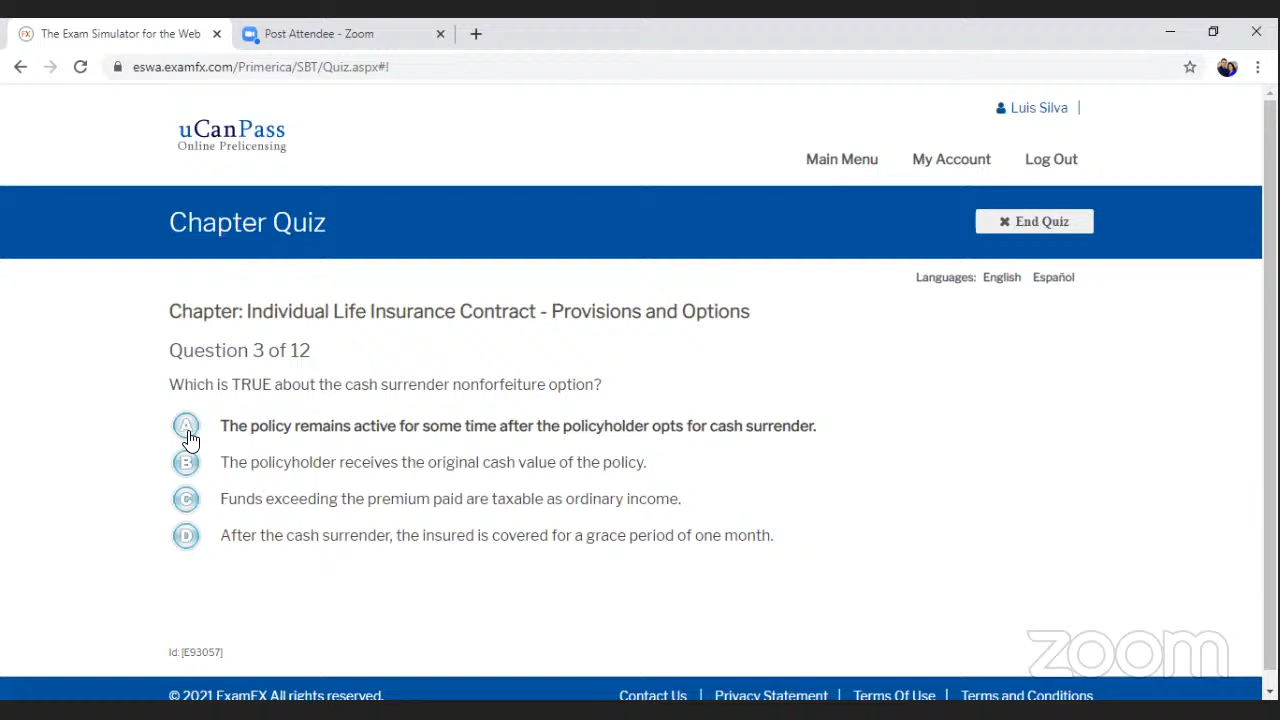 The Exam Simulator for the Web
Post Attendee - Zoom
eswa.examfx.com/Primerica/SBT/Quiz.aspx#!
Luis Silva |
uCanPass
Online Prelicensing
Main Menu My Account Log Out
Chapter Quiz
End Quiz
Languages: English Español
Chapter: Individual Life Insurance Contract - Provisions and Options
Question 3 of 12
Which is TRUE about the cash surrender nonforfeiture option?
A The policy remains active for some time after the policyholder opts for cash surrender.
B The policyholder receives the original cash value of the policy.
C Funds exceeding the premium paid are taxable as ordinary income.
D After the cash surrender, the insured is covered for a grace period of one month.
Id: [E93057]
zoom
© 2021 ExamFX All rights reserved. Contact Us | Privacy Statement | Terms Of Use | Terms and Conditions